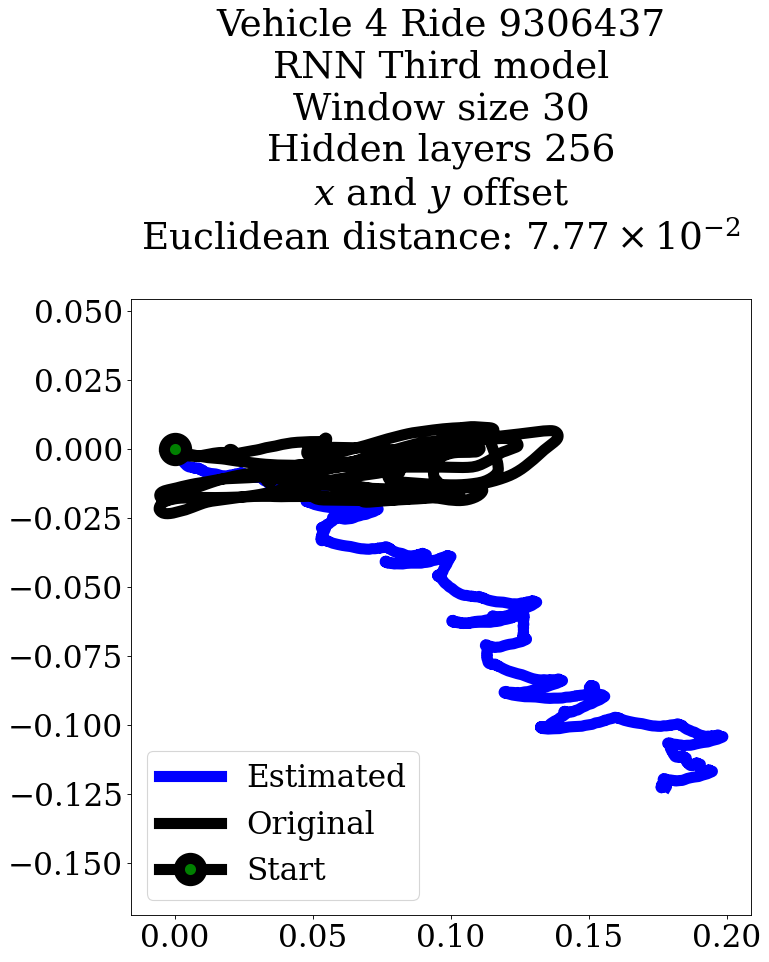 Vehicle 4 Ride 9306437
RNN Third model
Window size 30
Hidden layers 256
x and y offset
Euclidean distance: 7.77 × 10⁻²
0.050
0.025
0.000
−0.025
−0.050
−0.075
−0.100
−0.125
−0.150
Estimated
Original
Start
0.00 0.05 0.10 0.15 0.20